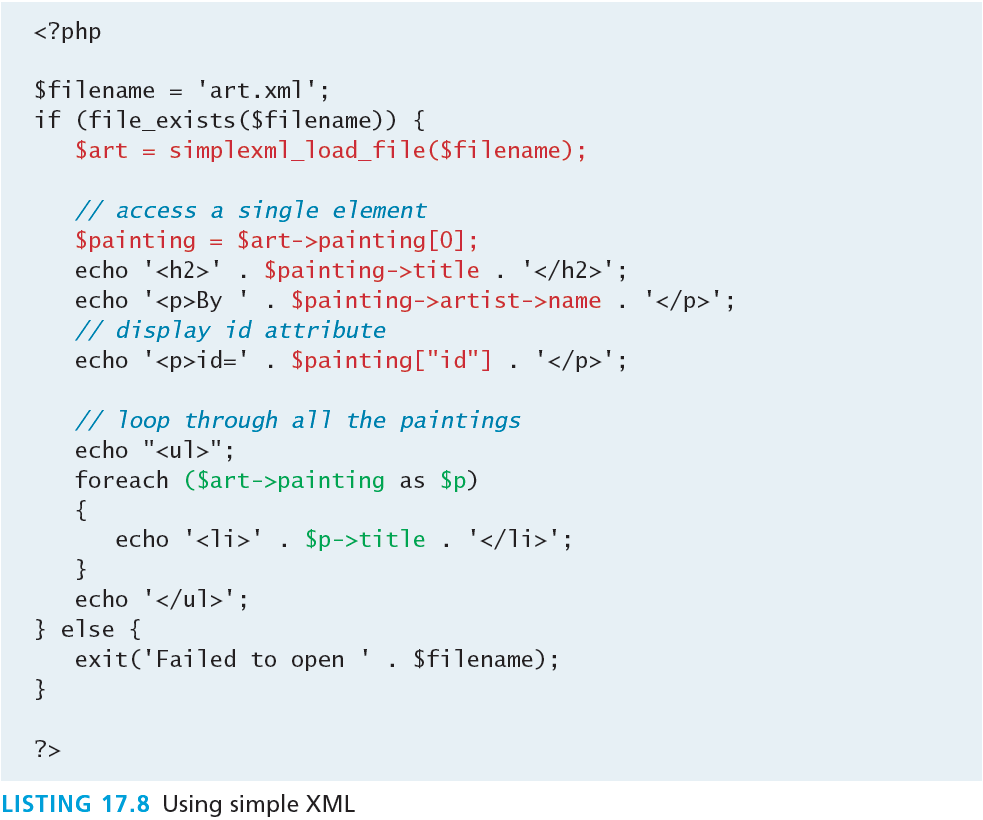 <?php
$filename = 'art.xml';
if (file_exists($filename)) {
   $art = simplexml_load_file($filename);
   // access a single element
   $painting = $art->painting[0];
   echo '<h2>' . $painting->title . '</h2>';
   echo '<p>By ' . $painting->artist->name . '</p>';
   // display id attribute
   echo '<p>id=' . $painting["id"] . '</p>';
   // loop through all the paintings
   echo "<ul>";
   foreach ($art->painting as $p)
   {
      echo '<li>' . $p->title . '</li>';
   }
   echo '</ul>';
} else {
   exit('Failed to open ' . $filename);
}
?>
LISTING 17.8 Using simple XML